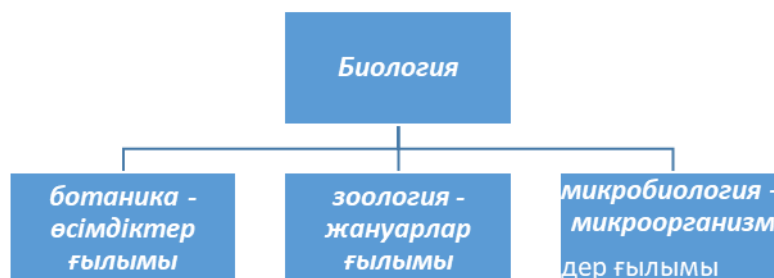 Биология
ботаника -
өсімдіктер
ғылымы
зоология -
жануарлар
ғылымы
микробиология -
микроорганизм
дер ғылымы